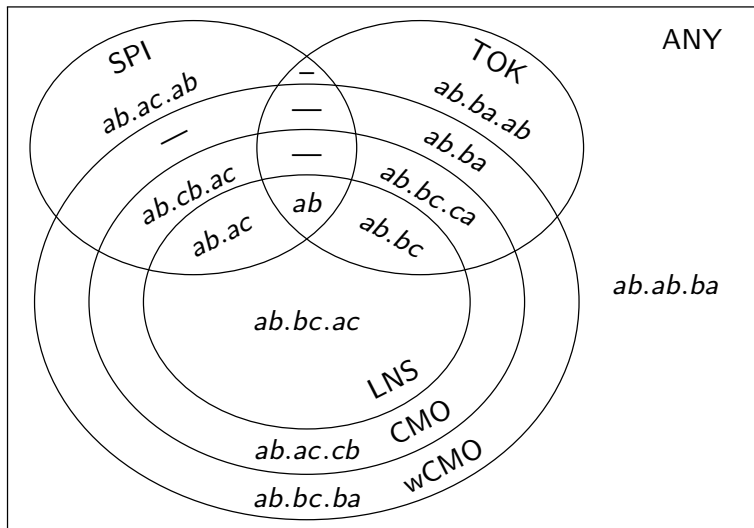 SPI
TOK
ANY
ab.ac.ab
–
ab.ba.ab
—
—
ab.ba
ab.cb.ac
—
ab.bc.ca
ab.ac
ab
ab.bc
ab.ab.ba
ab.bc.ac
LNS
CMO
ab.ac.cb
wCMO
ab.bc.ba